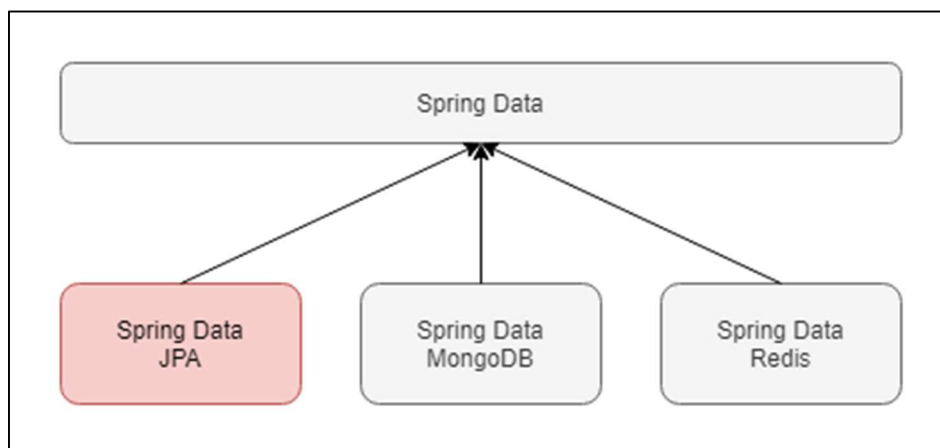 Spring Data
Spring Data
JPA
Spring Data
MongoDB
Spring Data
Redis